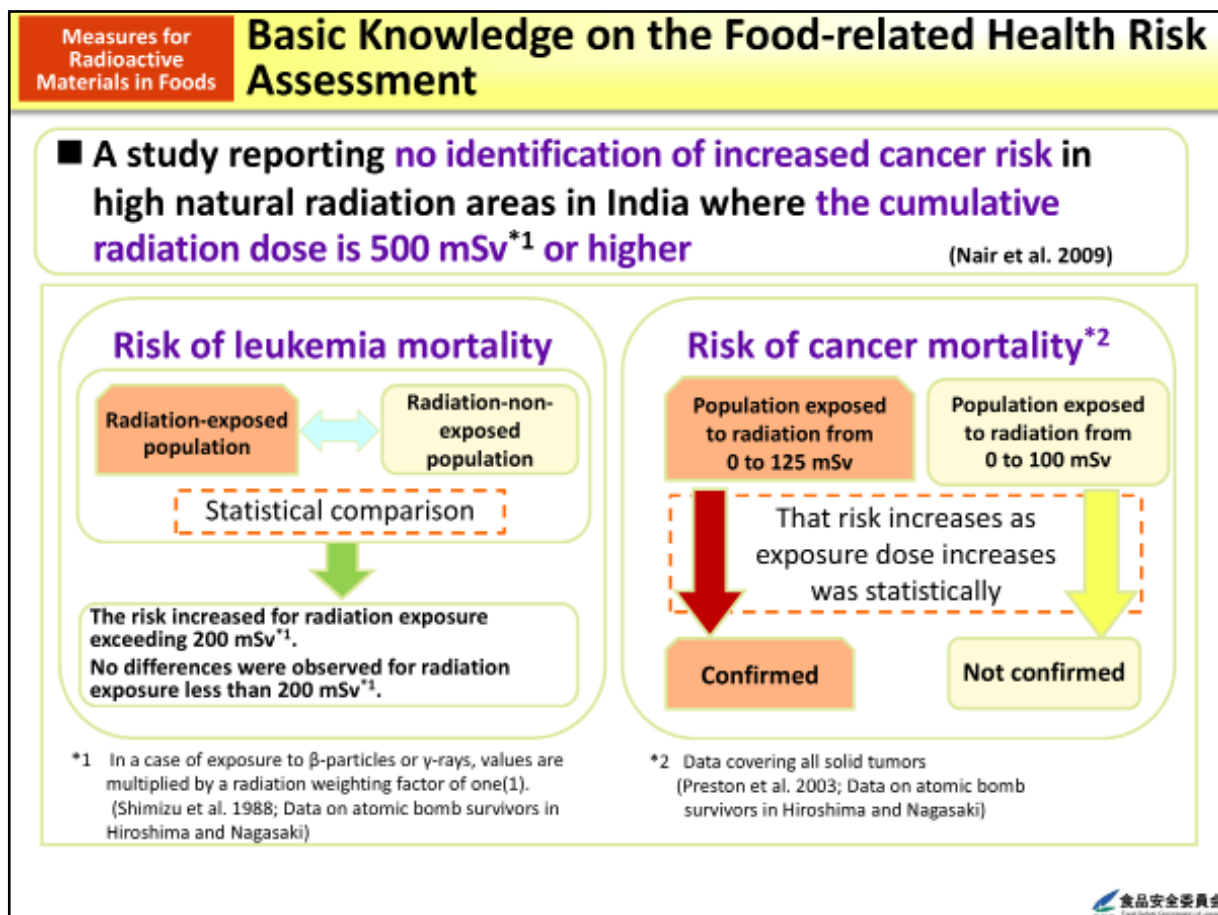 Measures for
Radioactive
Materials in Foods
Basic Knowledge on the Food-related Health Risk
Assessment
■ A study reporting no identification of increased cancer risk in
high natural radiation areas in India where the cumulative
radiation dose is 500 mSv*1 or higher
(Nair et al. 2009)
Risk of leukemia mortality
Radiation-exposed
population
Radiation-non-
exposed
population
Statistical comparison
The risk increased for radiation exposure
exceeding 200 mSv*1.
No differences were observed for radiation
exposure less than 200 mSv*1.
*1 In a case of exposure to β-particles or γ-rays, values are
multiplied by a radiation weighting factor of one(1).
(Shimizu et al. 1988; Data on atomic bomb survivors in
Hiroshima and Nagasaki)
Risk of cancer mortality*2
Population exposed
to radiation from
0 to 125 mSv
Population exposed
to radiation from
0 to 100 mSv
That risk increases as
exposure dose increases
was statistically
Confirmed
Not confirmed
*2 Data covering all solid tumors
(Preston et al. 2003; Data on atomic bomb
survivors in Hiroshima and Nagasaki)
食品安全委員会